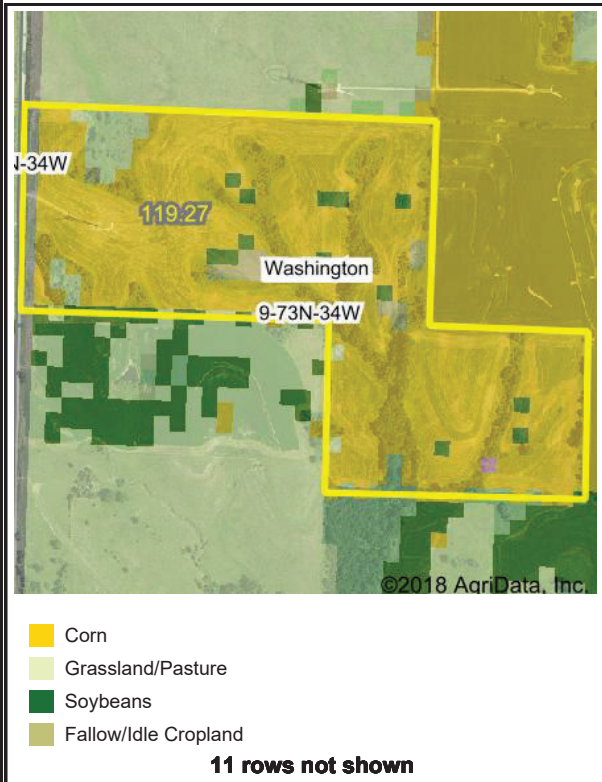 N-34W
119.27
Washington
9-73N-34W
©2018 AgriData, Inc.
Corn
Grassland/Pasture
Soybeans
Fallow/Idle Cropland
11 rows not shown